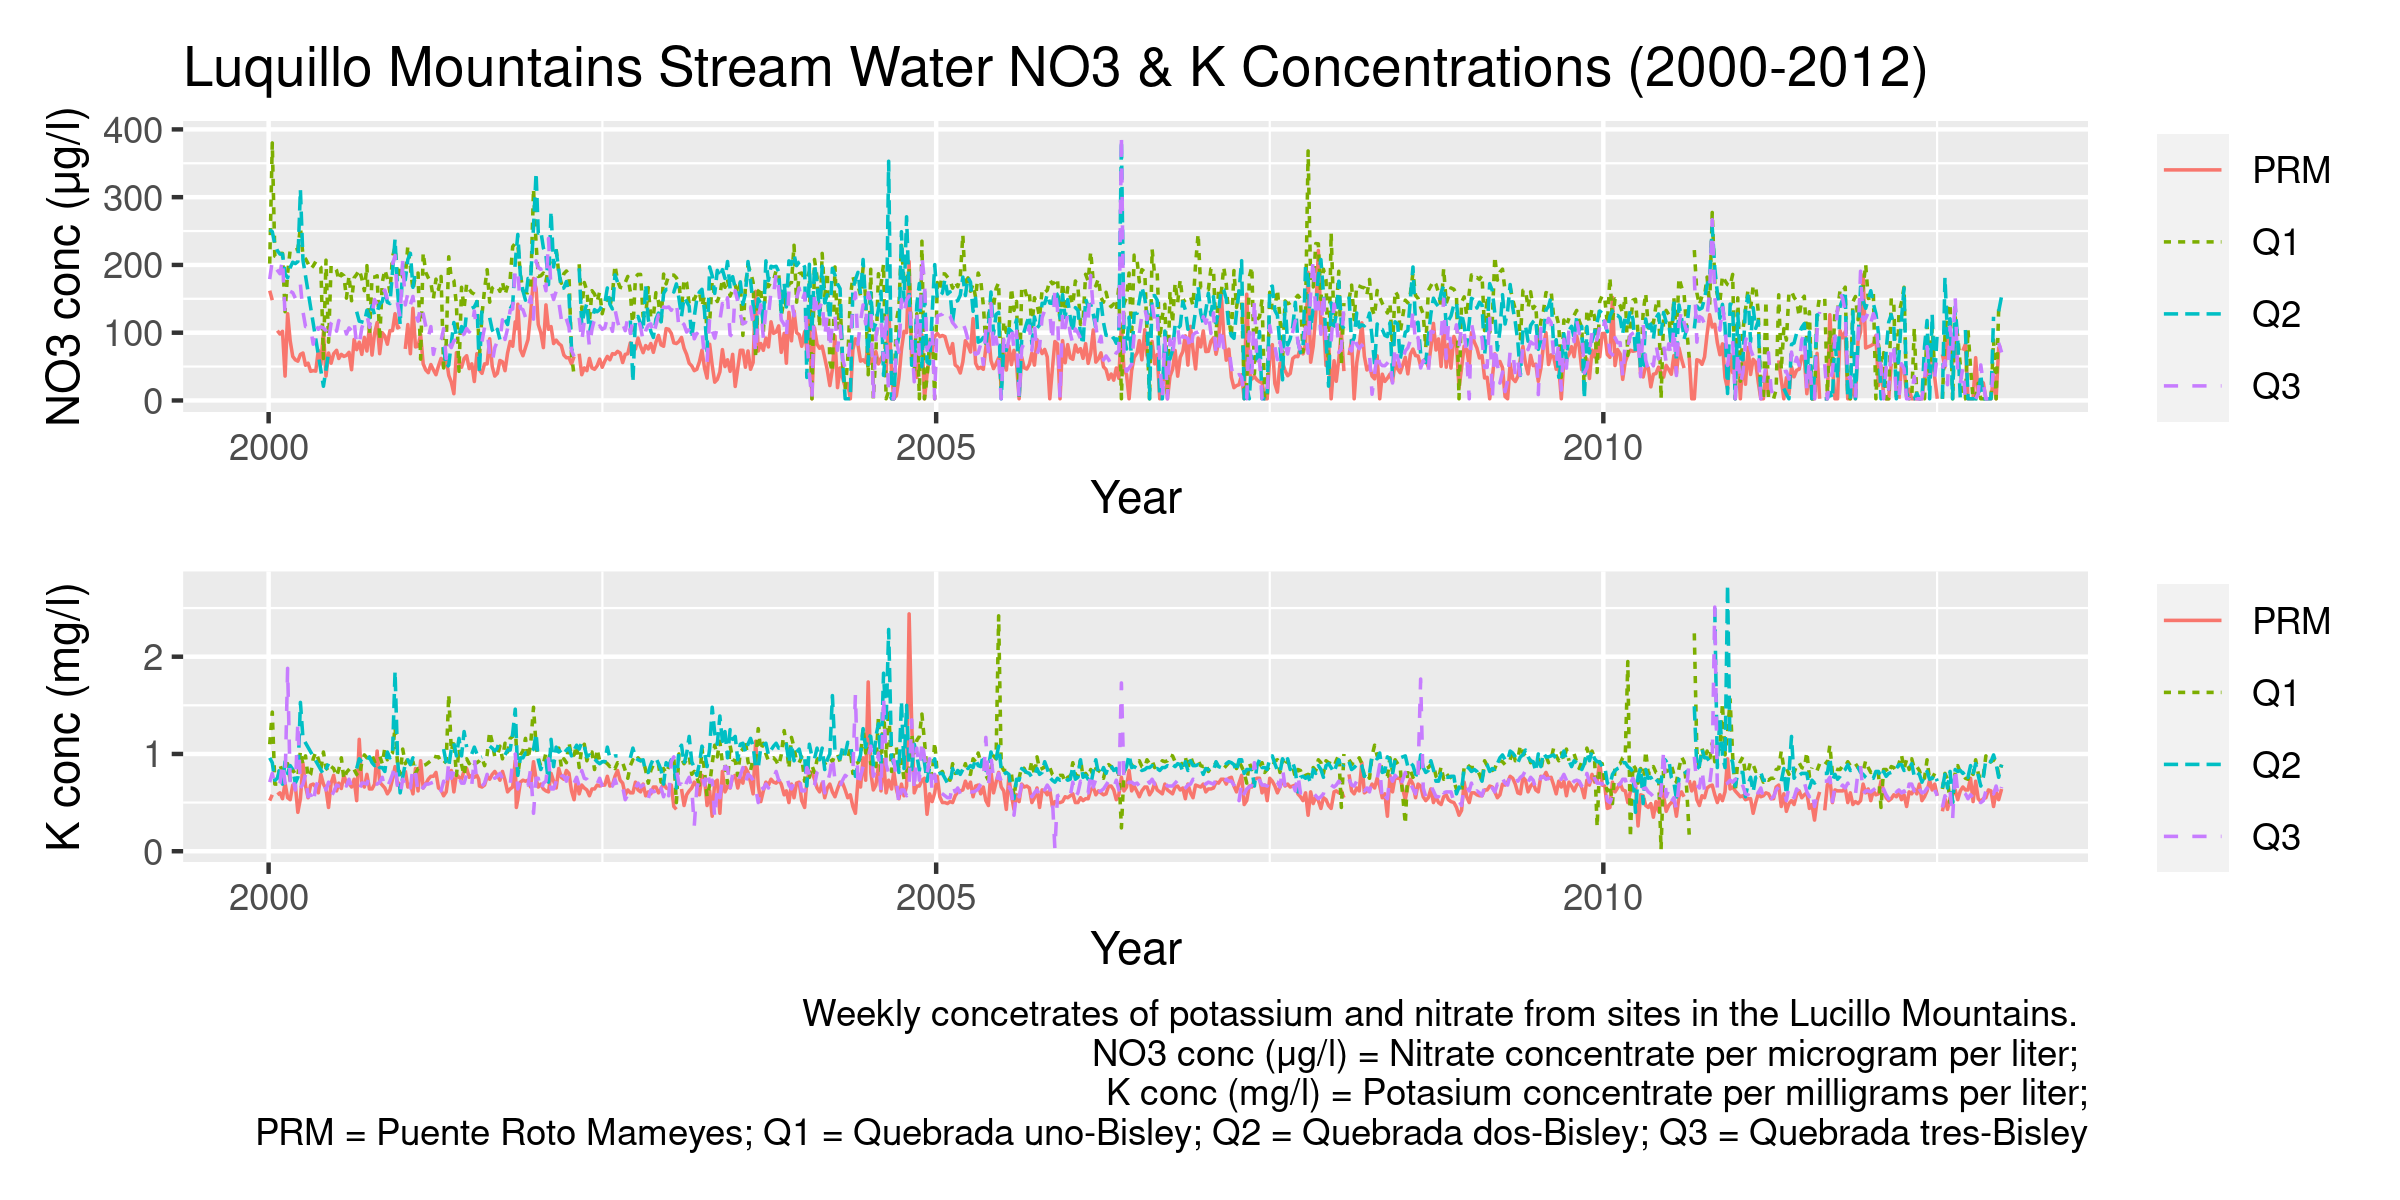 Luquillo Mountains Stream Water NO3 & K Concentrations (2000-2012)
NO3 conc (µg/l)
400
300
200
100
0
2000
2005
2010
Year
PRM
Q1
Q2
Q3
K conc (mg/l)
2
1
0
2000
2005
2010
Year
PRM
Q1
Q2
Q3
Weekly concetrates of potassium and nitrate from sites in the Lucillo Mountains.
NO3 conc (µg/l) = Nitrate concentrate per microgram per liter;
K conc (mg/l) = Potasium concentrate per milligrams per liter;
PRM = Puente Roto Mameyes; Q1 = Quebrada uno-Bisley; Q2 = Quebrada dos-Bisley; Q3 = Quebrada tres-Bisley